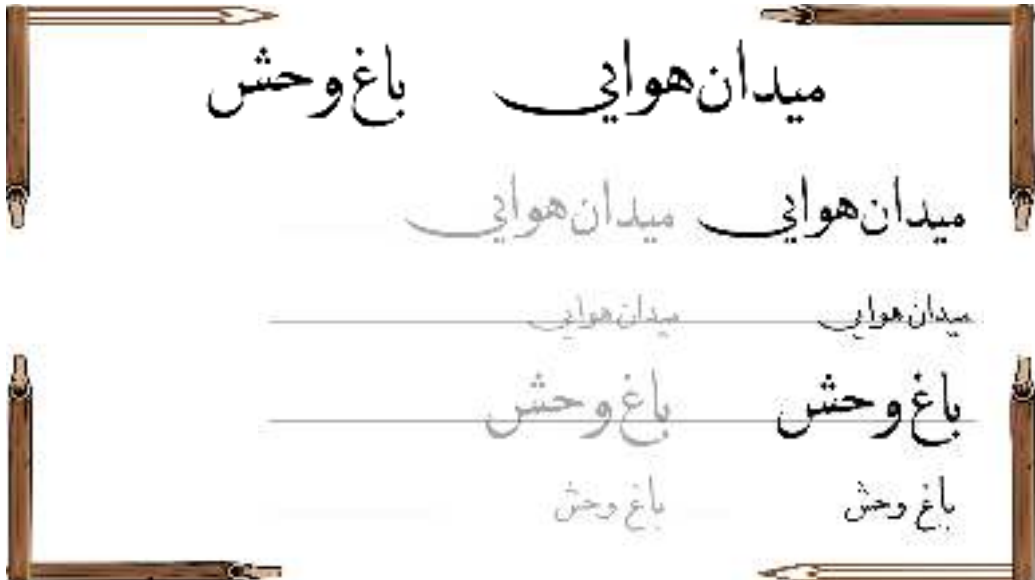 میدان هوایی باغ وحش
میدان هوایی میدان هوایی
میدان هوایی میدان هوایی
باغ وحش باغ وحش
باغ وحش باغ وحش